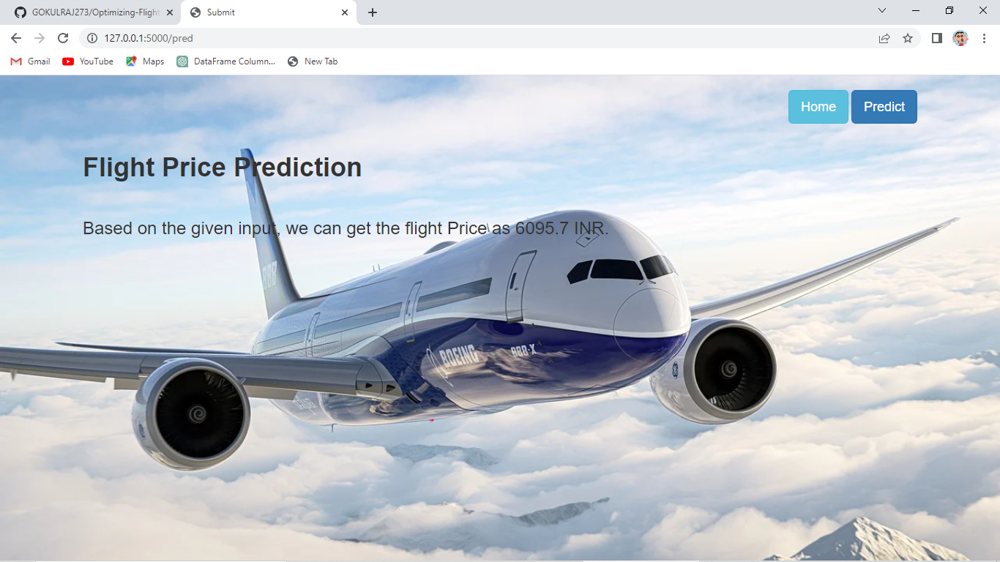 GOKULRAJ273/Optimizing-Flight
Submit
127.0.0.1:5000/pred
Gmail
YouTube
Maps
DataFrame Column...
New Tab
Home
Predict
Flight Price Prediction
Based on the given input, we can get the flight Price as 6095.7 INR.
BOEING